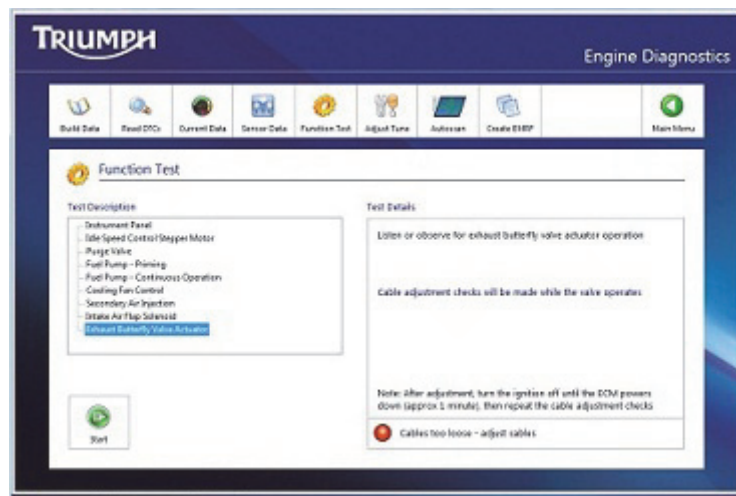 TRIUMPH
Engine Diagnostics
Build Data
Read DTCs
Current Data
Sensor Data
Function Test
Adjust Tune
Autoscan
Create EMRP
Main Menu
Function Test
Test Description
Test Details
Instrument Panel
Idle Speed Control Stepper Motor
Purge Valve
Fuel Pump - Priming
Fuel Pump - Continuous Operation
Cooling Fan Control
Secondary Air Injection
Intake Air Flap Solenoid
Exhaust Butterfly Valve Actuator
Listen or observe for exhaust butterfly valve actuator operation
Cable adjustment checks will be made while the valve operates
Note: After adjustment, turn the ignition off until the ECM powers
down (approx 1 minute), then repeat the cable adjustment checks
Start
Cables too loose - adjust cables